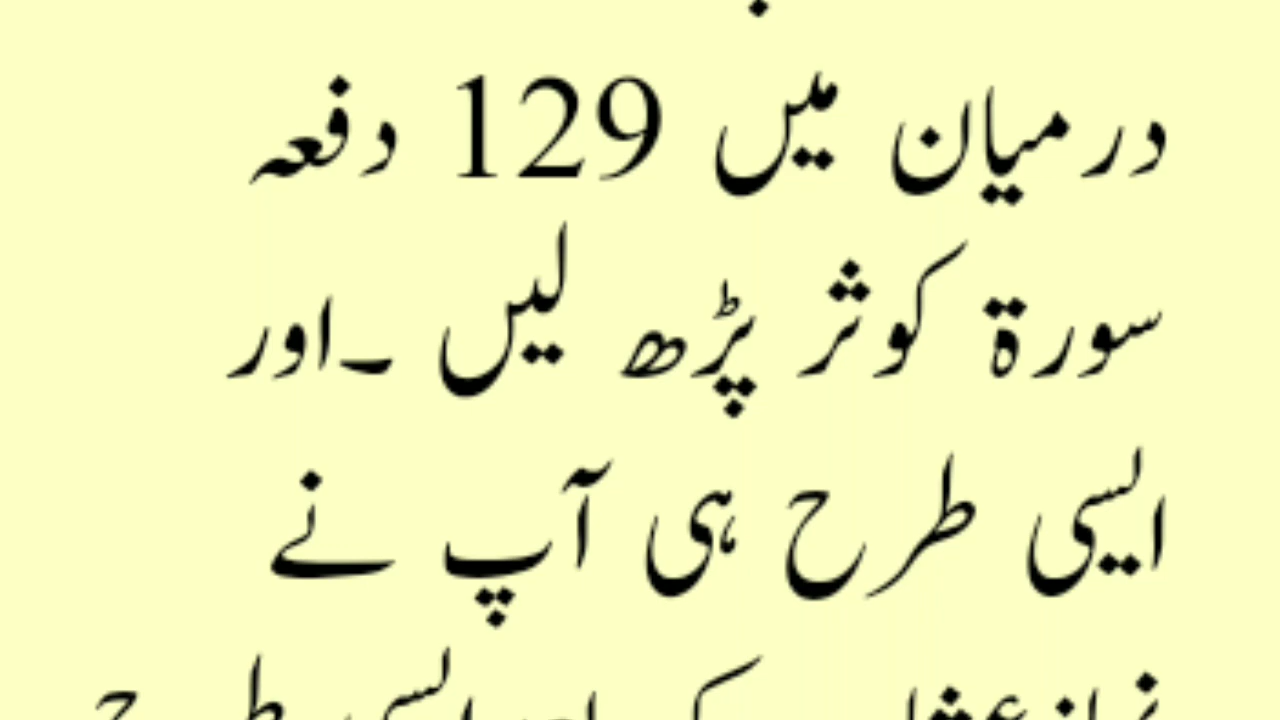 درمیان میں 129 دفعہ
سورۃ کوثر پڑھ لیں ۔اور
ایسی طرح ہی آپ نے